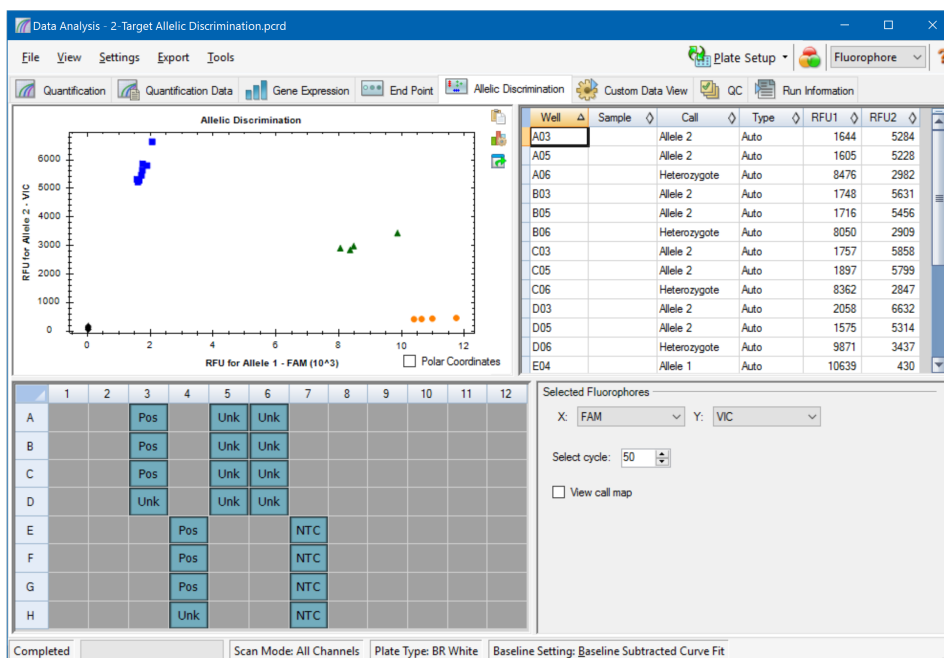 Data Analysis - 2-Target Allelic Discrimination.pcrd
File View Settings Export Tools Plate Setup Fluorophore ?
Quantification Quantification Data Gene Expression End Point Allelic Discrimination Custom Data View QC Run Information
Allelic Discrimination
RFU for Allele 2 - VIC
6000
5000
4000
3000
2000
1000
0
0 2 4 6 8 10 12
RFU for Allele 1 - FAM (10^3)
Polar Coordinates
Well Sample Call Type RFU1 RFU2
A03 Allele 2 Auto 1644 5284
A05 Allele 2 Auto 1605 5228
A06 Heterozygote Auto 8476 2982
B03 Allele 2 Auto 1748 5631
B05 Allele 2 Auto 1716 5456
B06 Heterozygote Auto 8050 2909
C03 Allele 2 Auto 1757 5858
C05 Allele 2 Auto 1897 5799
C06 Heterozygote Auto 8362 2847
D03 Allele 2 Auto 2058 6632
D05 Allele 2 Auto 1575 5314
D06 Heterozygote Auto 9871 3437
E04 Allele 1 Auto 10639 430
1 2 3 4 5 6 7 8 9 10 11 12
A Pos Unk Unk
B Pos Unk Unk
C Pos Unk Unk
D Unk Unk Unk
E Pos NTC
F Pos NTC
G Pos NTC
H Unk NTC
Selected Fluorophores
X: FAM Y: VIC
Select cycle: 50
View call map
Completed Scan Mode: All Channels Plate Type: BR White Baseline Setting: Baseline Subtracted Curve Fit